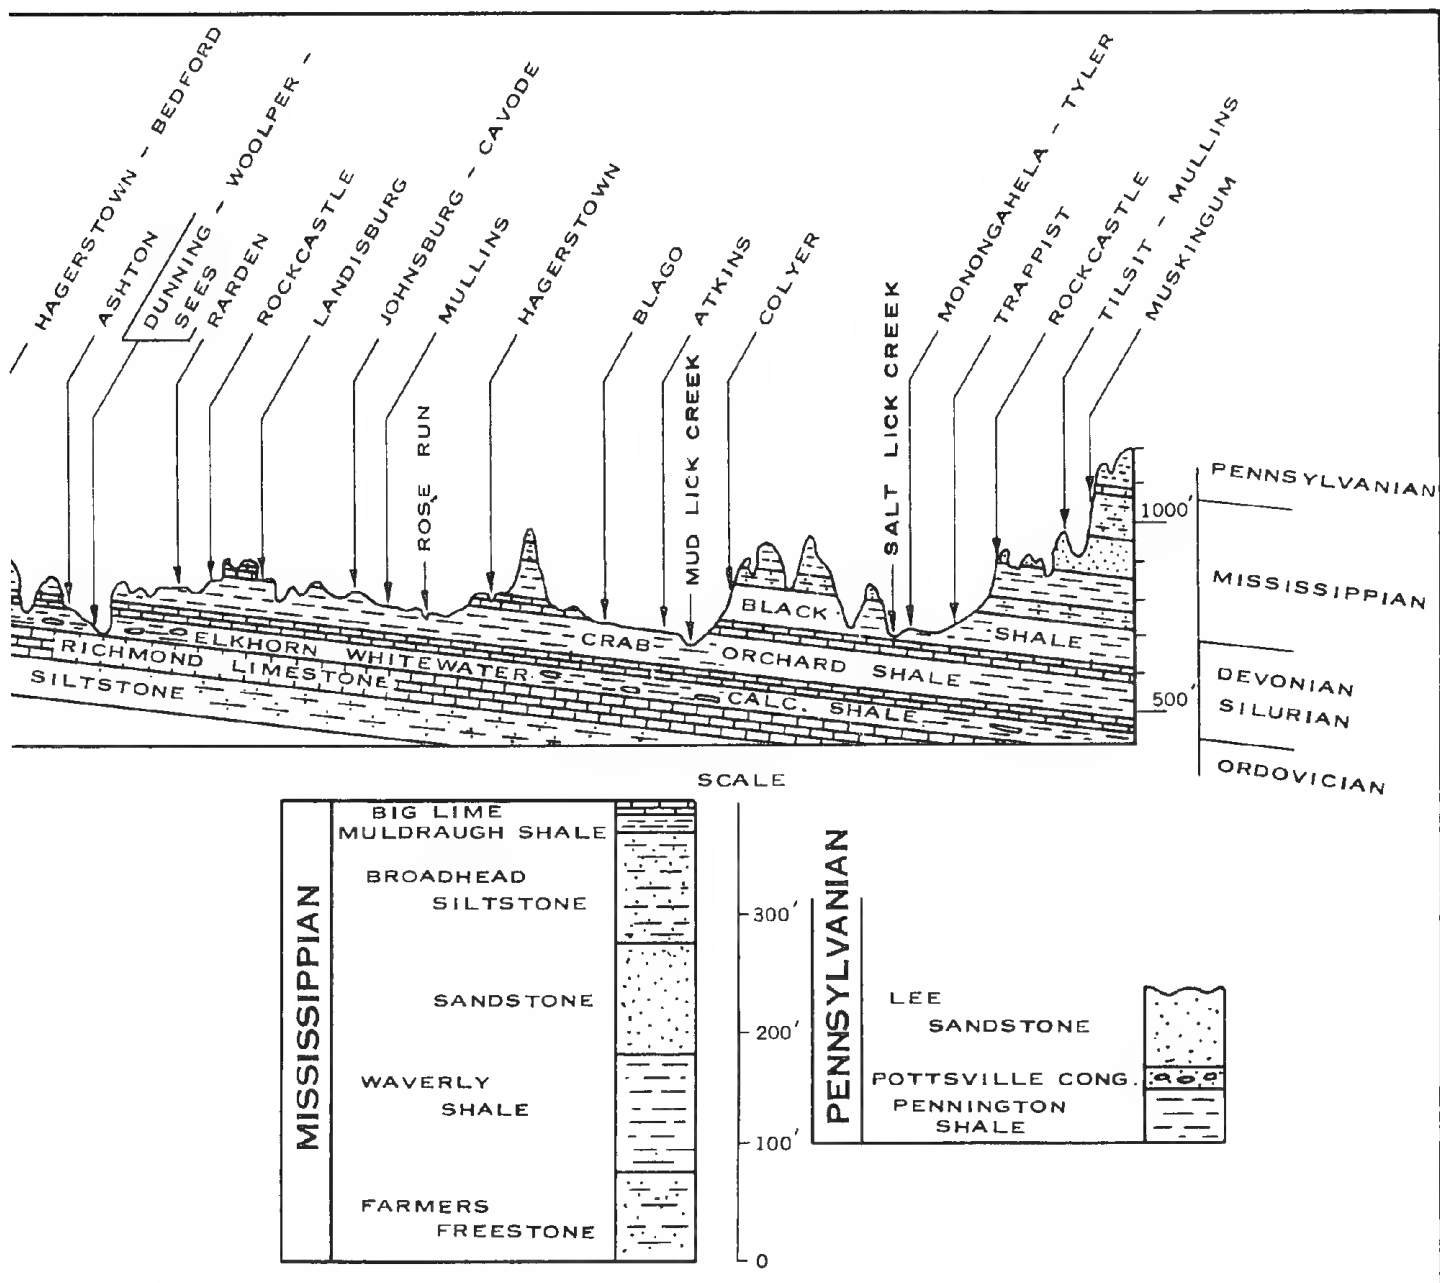 HAGERSTOWN - BEDFORD
ASHTON
DUNNING - WOOLPER -
SEES
RARDEN
ROCKCASTLE
LANDISBURG
JOHNSBURG - CAVODE
MULLINS
ROSE RUN
HAGERSTOWN
BLAGO
ATKINS
MUD LICK CREEK
COLYER
SALT LICK CREEK
MONONGAHELA - TYLER
TRAPPIST
ROCKCASTLE
TILSIT - MULLINS
MUSKINGUM
PENNSYLVANIAN
1000'
MISSISSIPPIAN
BLACK SHALE
CRAB ORCHARD SHALE
ELKHORN WHITEWATER CALC. SHALE
RICHMOND LIMESTONE
SILTSTONE
DEVONIAN
500'
SILURIAN
ORDOVICIAN
SCALE
MISSISSIPPIAN
BIG LIME
MULDRAUGH SHALE
BROADHEAD
SILTSTONE
SANDSTONE
WAVERLY
SHALE
FARMERS
FREESTONE
300'
200'
100'
0
PENNSYLVANIAN
LEE
SANDSTONE
POTTSVILLE CONG.
PENNINGTON
SHALE